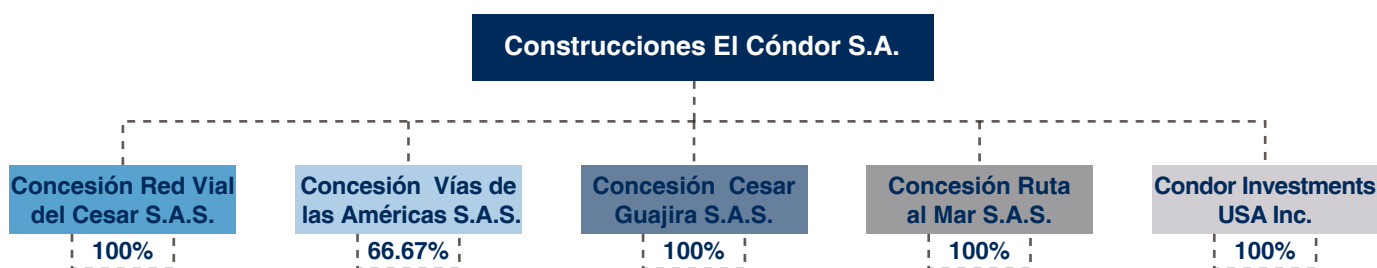 Construcciones El Cóndor S.A.
Concesión Red Vial
del Cesar S.A.S.
100%
Concesión Vías de
las Américas S.A.S.
66.67%
Concesión Cesar
Guajira S.A.S.
100%
Concesión Ruta
al Mar S.A.S.
100%
Condor Investments
USA Inc.
100%